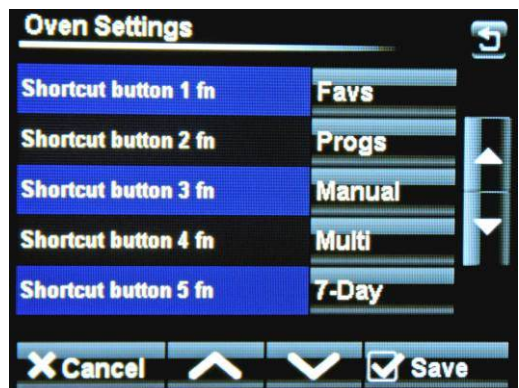 Oven Settings
Shortcut button 1 fn Favs
Shortcut button 2 fn Progs
Shortcut button 3 fn Manual
Shortcut button 4 fn Multi
Shortcut button 5 fn 7-Day
Cancel Save